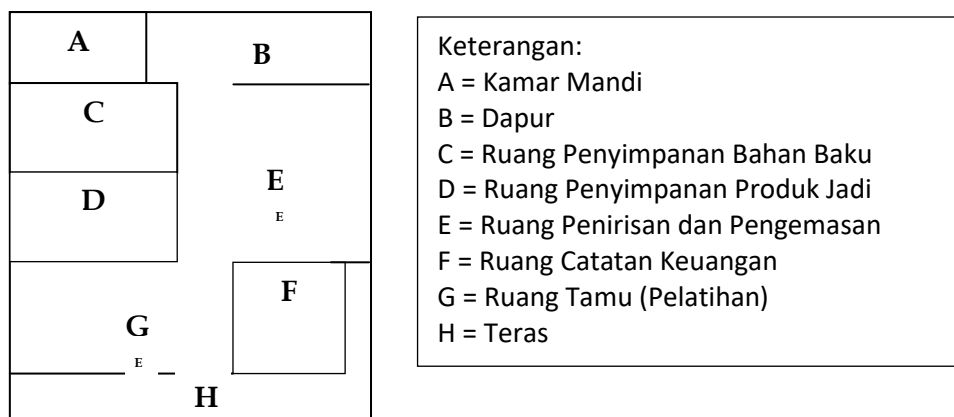 A
B
C
D
E
E
F
G
E
H
Keterangan:
A = Kamar Mandi
B = Dapur
C = Ruang Penyimpanan Bahan Baku
D = Ruang Penyimpanan Produk Jadi
E = Ruang Penirisan dan Pengemasan
F = Ruang Catatan Keuangan
G = Ruang Tamu (Pelatihan)
H = Teras